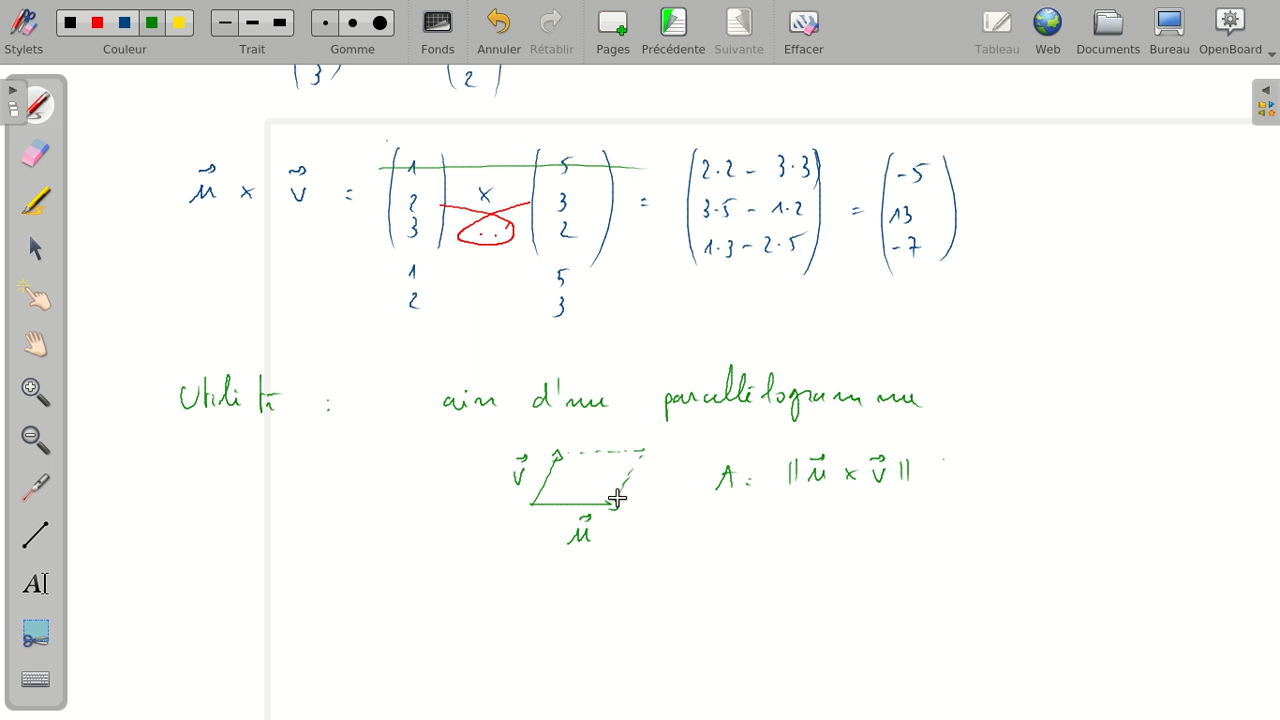 Stylets Couleur Trait Gomme Fonds Annuler Rétablir Pages Précédente Suivante Effacer Tableau Web Documents Bureau OpenBoard
3 2
u⃗ × v⃗ = (1 2 3) × (5 3 2) = (2·2 - 3·3 3·5 - 1·2 1·3 - 2·5) = (-5 13 -7)
1 5
2 3
Utilité : aire d'une parallélogramme
v⃗ A = ||u⃗ × v⃗||
u⃗